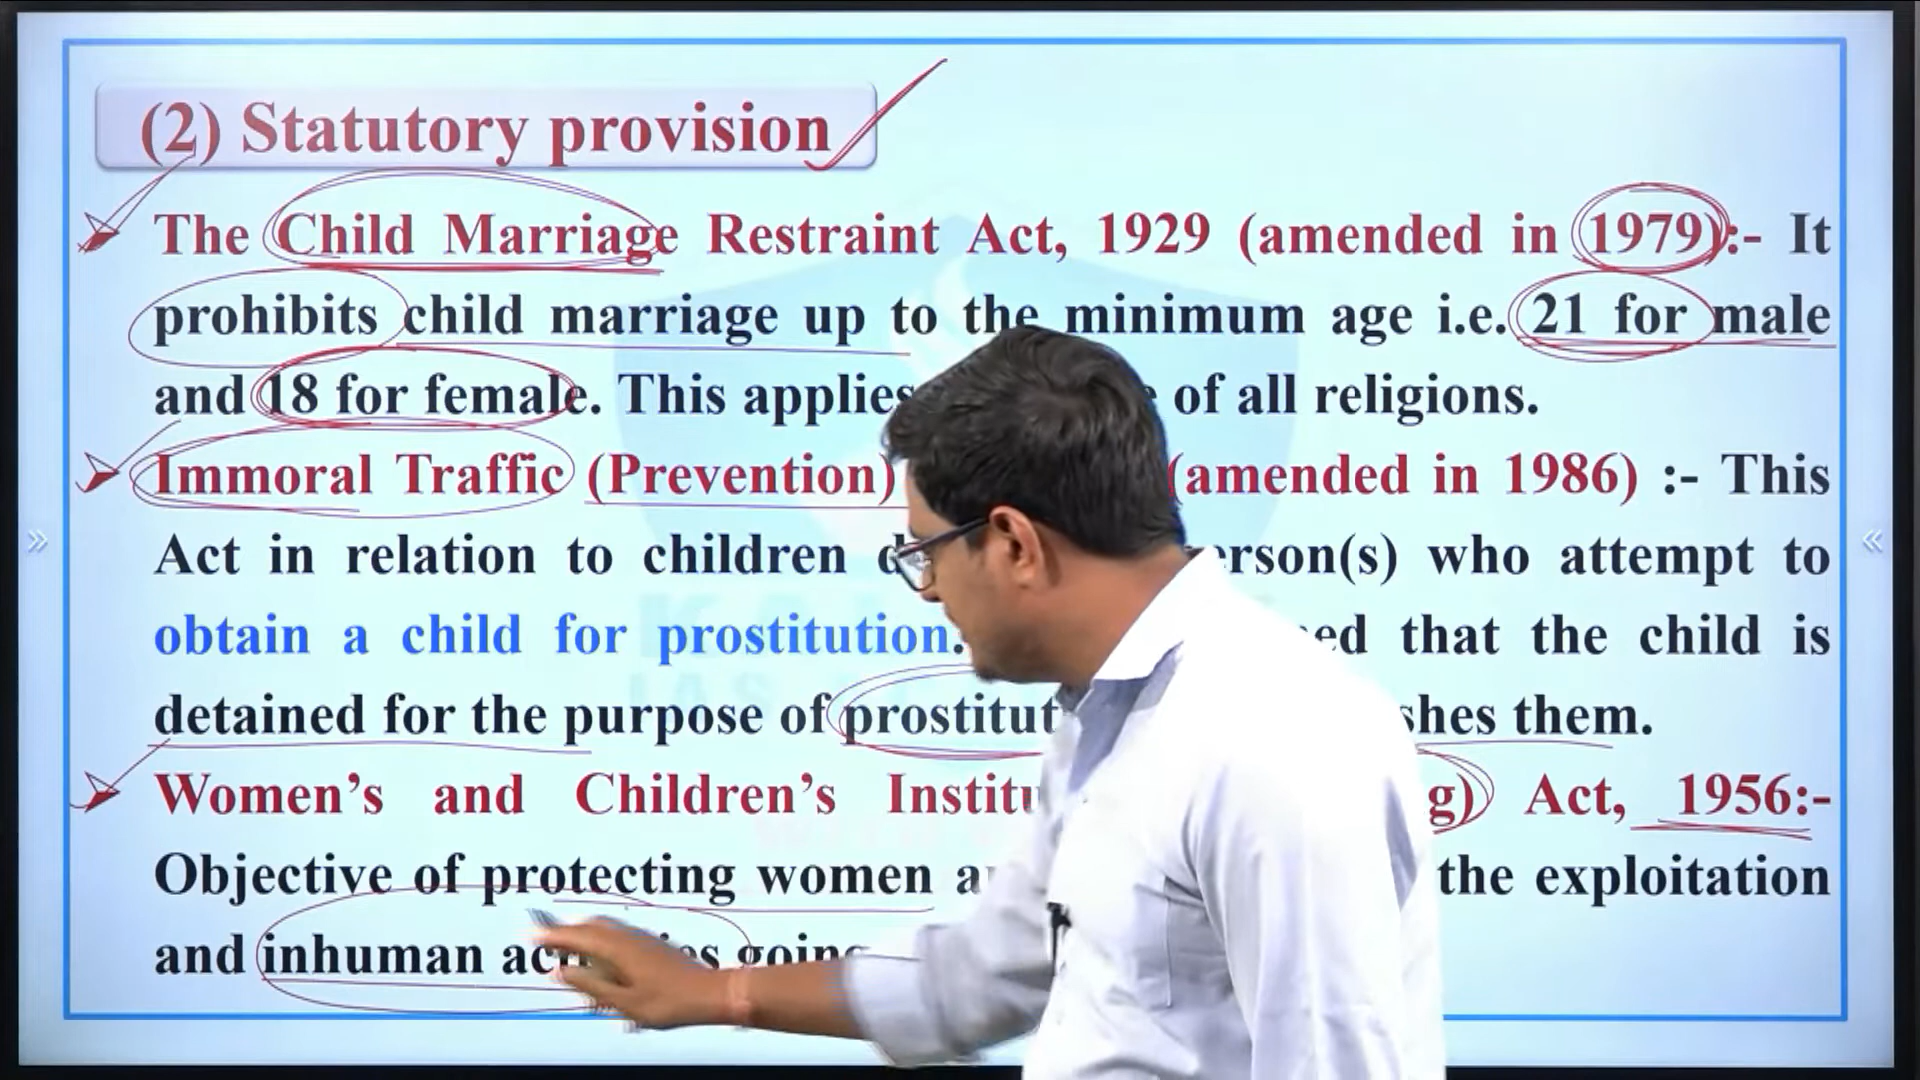 (2) Statutory provision
The Child Marriage Restraint Act, 1929 (amended in 1979):- It
prohibits child marriage up to the minimum age i.e. 21 for male
and 18 for female. This applies of all religions.
Immoral Traffic (Prevention) (amended in 1986) :- This
Act in relation to children who attempt to
obtain a child for prostitution. that the child is
detained for the purpose of them.
Women's and Children's Act, 1956:-
Objective of protecting women the exploitation
and inhuman